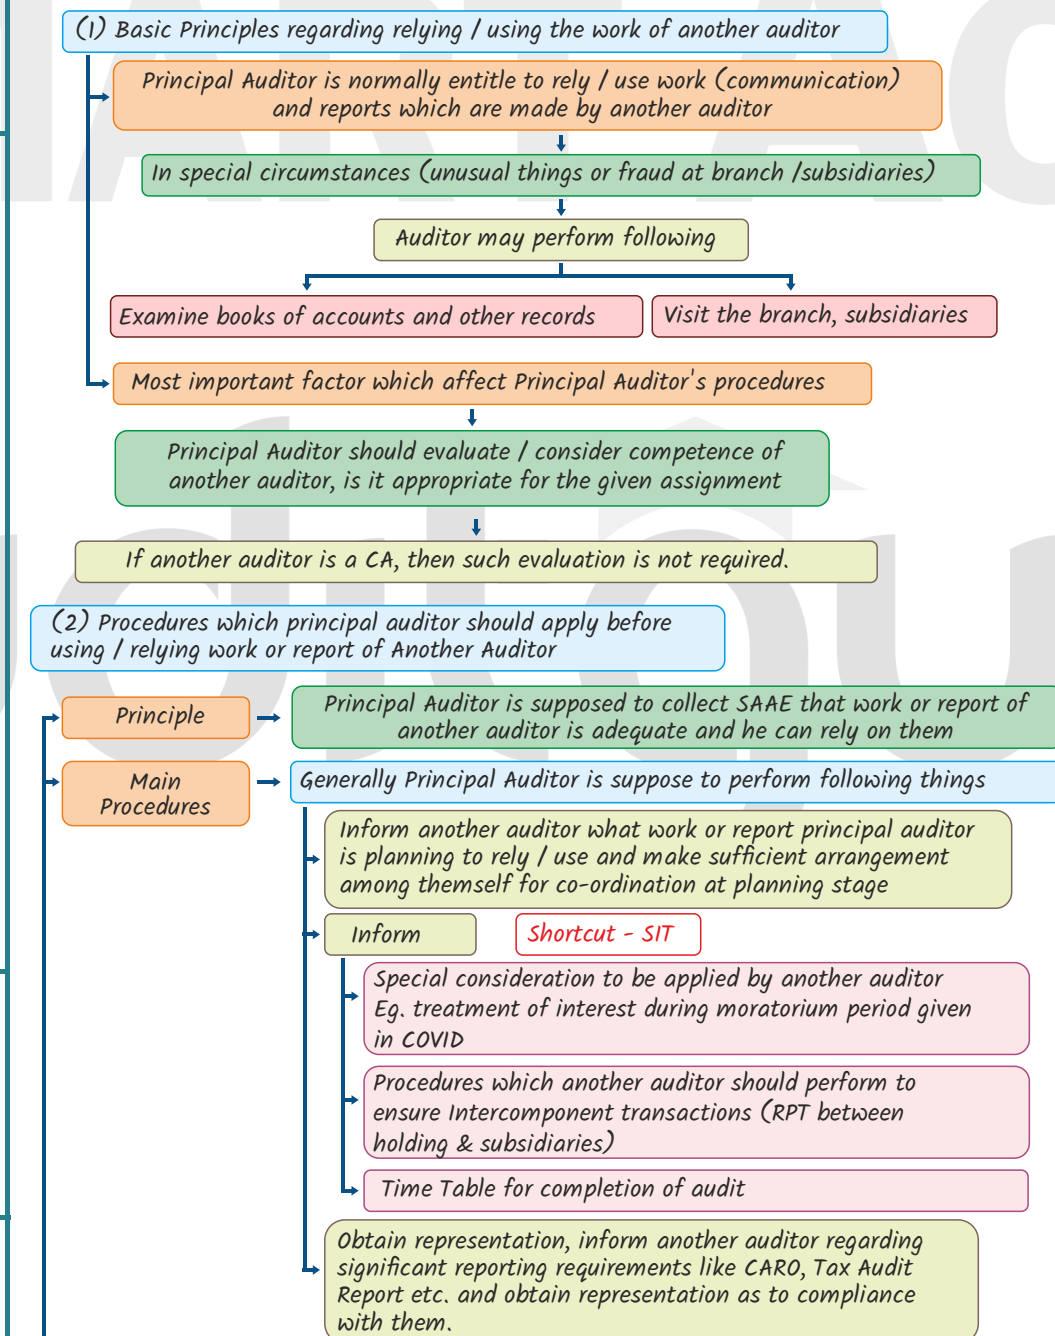 (1) Basic Principles regarding relying / using the work of another auditor
Principal Auditor is normally entitle to rely / use work (communication)
and reports which are made by another auditor
In special circumstances (unusual things or fraud at branch /subsidiaries)
Auditor may perform following
Examine books of accounts and other records
Visit the branch, subsidiaries
Most important factor which affect Principal Auditor's procedures
Principal Auditor should evaluate / consider competence of
another auditor, is it appropriate for the given assignment
If another auditor is a CA, then such evaluation is not required.
(2) Procedures which principal auditor should apply before
using / relying work or report of Another Auditor
Principle
Principal Auditor is supposed to collect SAAE that work or report of
another auditor is adequate and he can rely on them
Main
Procedures
Generally Principal Auditor is suppose to perform following things
Inform another auditor what work or report principal auditor
is planning to rely / use and make sufficient arrangement
among themself for co-ordination at planning stage
Inform
Shortcut - SIT
Special consideration to be applied by another auditor
Eg. treatment of interest during moratorium period given
in COVID
Procedures which another auditor should perform to
ensure Intercomponent transactions (RPT between
holding & subsidiaries)
Time Table for completion of audit
Obtain representation, inform another auditor regarding
significant reporting requirements like CARO, Tax Audit
Report etc. and obtain representation as to compliance
with them.